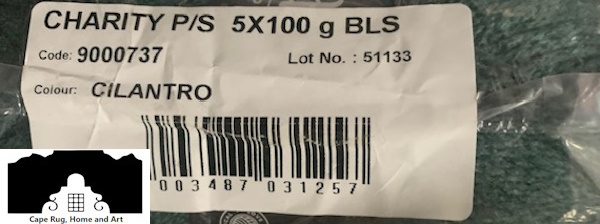 CHARITY P/S 5X100 g BLS
Code: 9000737 Lot No. : 51133
Colour: CILANTRO
003487 031257
Cape Rug, Home and Art